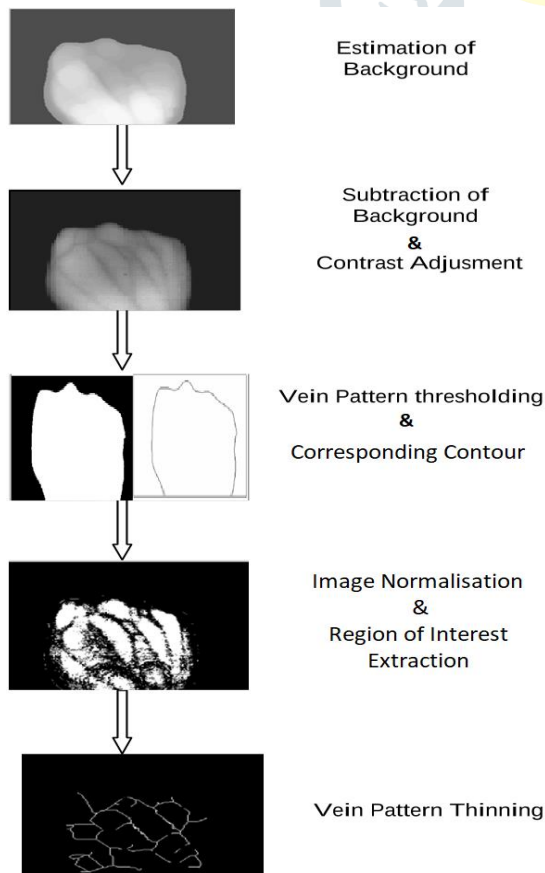 Estimation of
Background
Subtraction of
Background
&
Contrast Adjusment
Vein Pattern thresholding
&
Corresponding Contour
Image Normalisation
&
Region of Interest
Extraction
Vein Pattern Thinning